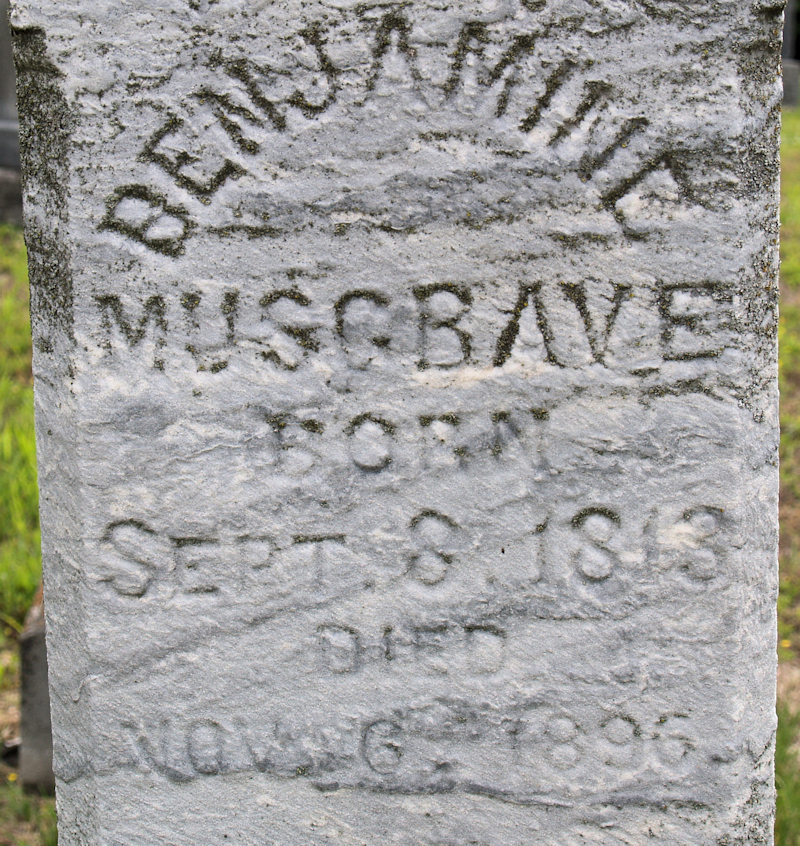 BENJAMIN F
MUSGRAVE
BORN
SEPT. 8. 1813
DIED
NOV. 6 1896